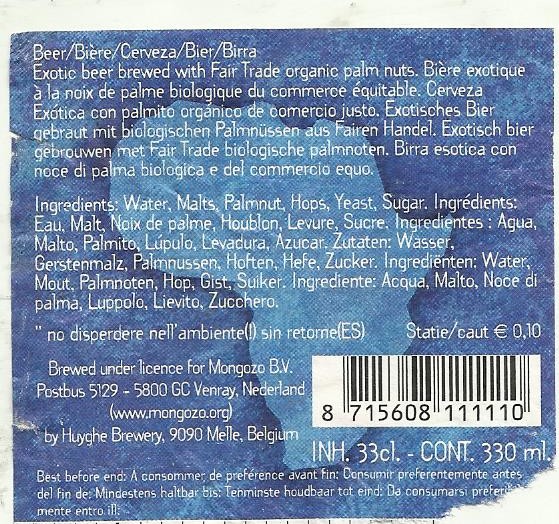 Beer/Bière/Cerveza/Bier/Birra
Exotic beer brewed with Fair Trade organic palm nuts. Bière exotique
à la noix de palme biologique du commerce équitable. Cerveza
Exótica con palmito orgánico de comercio justo. Exotisches Bier
gebraut mit biologischen Palmnüssen aus Fairen Handel. Exotisch bier
gebrouwen met Fair Trade biologische palmnoten. Birra esotica con
noce di palma biologica e del commercio equo.
Ingredients: Water, Malts, Palmnut, Hops, Yeast, Sugar. Ingrédients:
Eau, Malt, Noix de palme, Houblon, Levure, Sucre. Ingredientes : Agua,
Malto, Palmito, Lúpulo, Levadura, Azucar. Zutaten: Wasser,
Gerstenmalz, Palmnussen, Hoften, Hefe, Zucker. Ingrediënten: Water,
Mout, Palmnoten, Hop, Gist, Suiker. Ingrediente: Acqua, Malto, Noce di
palma, Luppolo, Lievito, Zucchero.
" no disperdere nell'ambiente(I) sin retorne(ES) Statie/caut € 0,10
Brewed under licence for Mongozo B.V.
Postbus 5129 - 5800 GC Venray, Nederland
(www.mongozo.org)
by Huyghe Brewery, 9090 Melle, Belgium
8 715608 111110
INH. 33cl. - CONT. 330 ml.
Best before end: A consommer de préférence avant fin: Consumir preferentemente antes
del fin de: Mindestens haltbar bis: Tenminste houdbaar tot eind: Da consumarsi preferib
mente entro il: